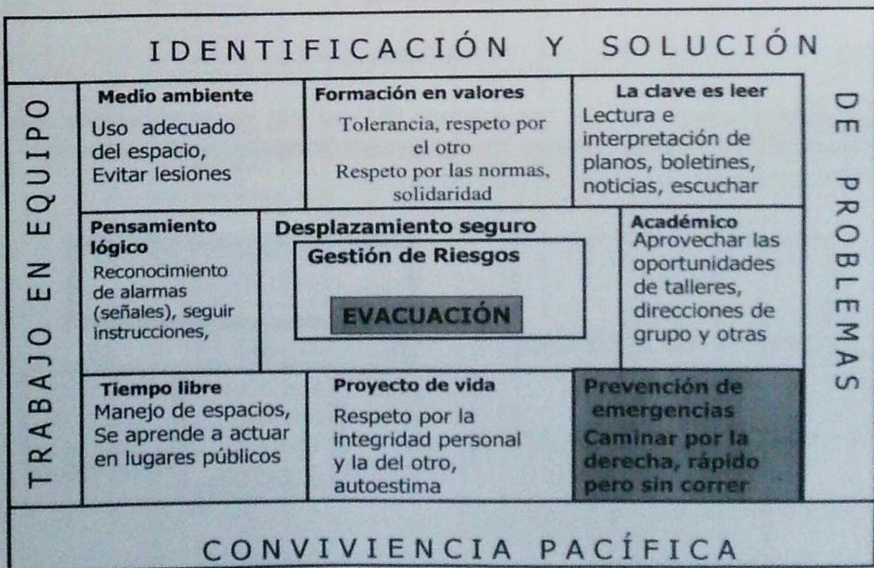 IDENTIFICACIÓN Y SOLUCIÓN
DE PROBLEMAS
TRABAJO EN EQUIPO
Medio ambiente
Uso adecuado
del espacio,
Evitar lesiones
Formación en valores
Tolerancia, respeto por
el otro
Respeto por las normas,
solidaridad
La clave es leer
Lectura e
interpretación de
planos, boletines,
noticias, escuchar
Pensamiento
lógico
Reconocimiento
de alarmas
(señales), seguir
instrucciones,
Desplazamiento seguro
Gestión de Riesgos
EVACUACIÓN
Académico
Aprovechar las
oportunidades
de talleres,
direcciones de
grupo y otras
Tiempo libre
Manejo de espacios,
Se aprende a actuar
en lugares públicos
Proyecto de vida
Respeto por la
integridad personal
y la del otro,
autoestima
Prevención de
emergencias
Caminar por la
derecha, rápido
pero sin correr
CONVIVIENCIA PACÍFICA